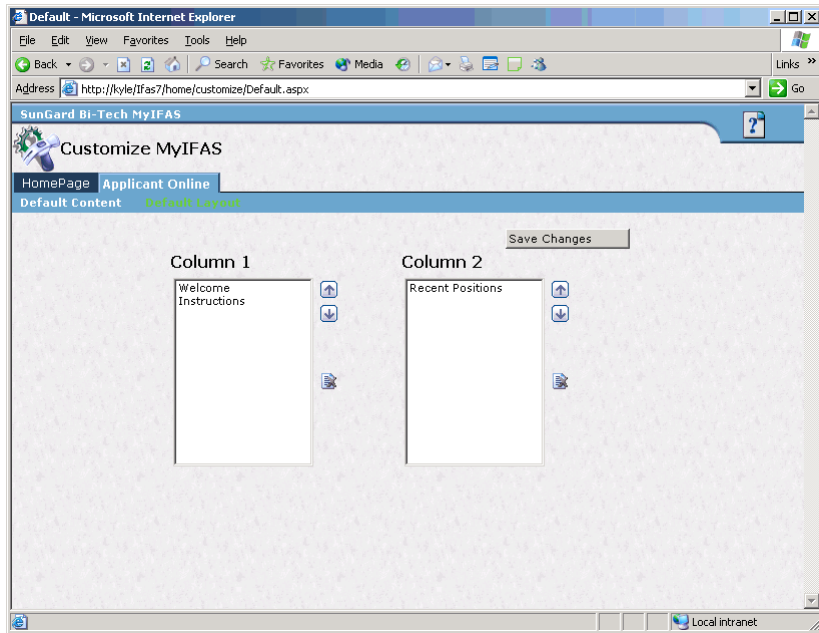 Default - Microsoft Internet Explorer
File Edit View Favorites Tools Help
Back Search Favorites Media Links »
Address http://kyle/Ifas7/home/customize/Default.aspx Go
SunGard Bi-Tech MyIFAS
?
Customize MyIFAS
HomePage Applicant Online
Default Content Default Layout
Save Changes
Column 1 Column 2
Welcome Recent Positions
Instructions
Local intranet